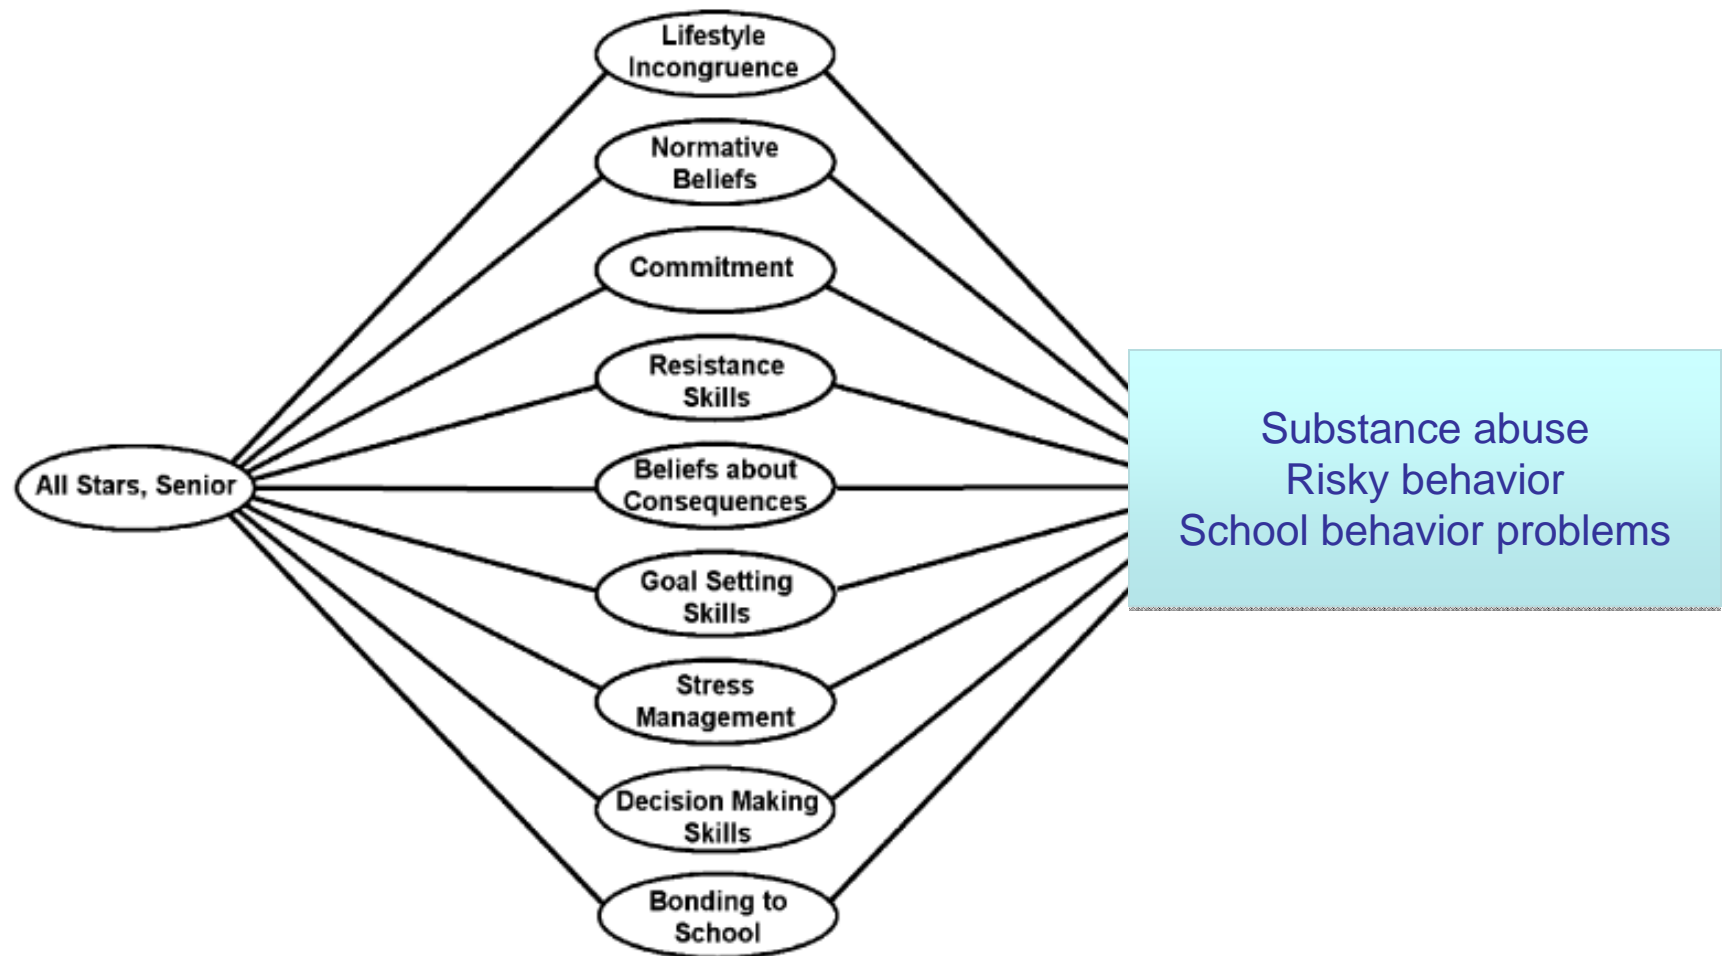 Lifestyle
Incongruence
Normative
Beliefs
Commitment
Resistance
Skills
All Stars, Senior
Beliefs about
Consequences
Goal Setting
Skills
Stress
Management
Decision Making
Skills
Bonding to
School
Substance abuse
Risky behavior
School behavior problems